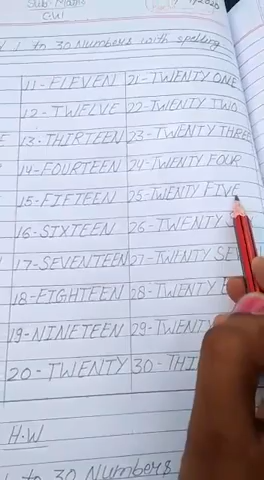 Sub-Maths
C.W
1 to 30 Numbers with spelling
11-ELEVEN 21-TWENTY ONE
12-TWELVE 22-TWENTY TWO
13-THIRTEEN 23-TWENTY THREE
14-FOURTEEN 24-TWENTY FOUR
15-FIFTEEN 25-TWENTY FIVE
16-SIXTEEN 26-TWENTY
17-SEVENTEEN 27-TWENTY SE
18-EIGHTEEN 28-TWENTY
19-NINETEEN 29-TWENTY
20-TWENTY 30-THI
H.W
to 30 Numbers